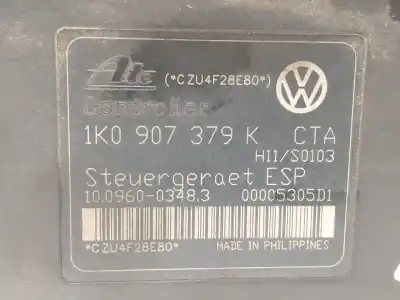 Ate (*CZU4F28E80*)
Controller
1K0 907 379 K CTA
H11/S0103
Steuergeraet ESP
10.0960-0348.3 00005305D1
*CZU4F28E80*
MADE IN PHILIPPINES